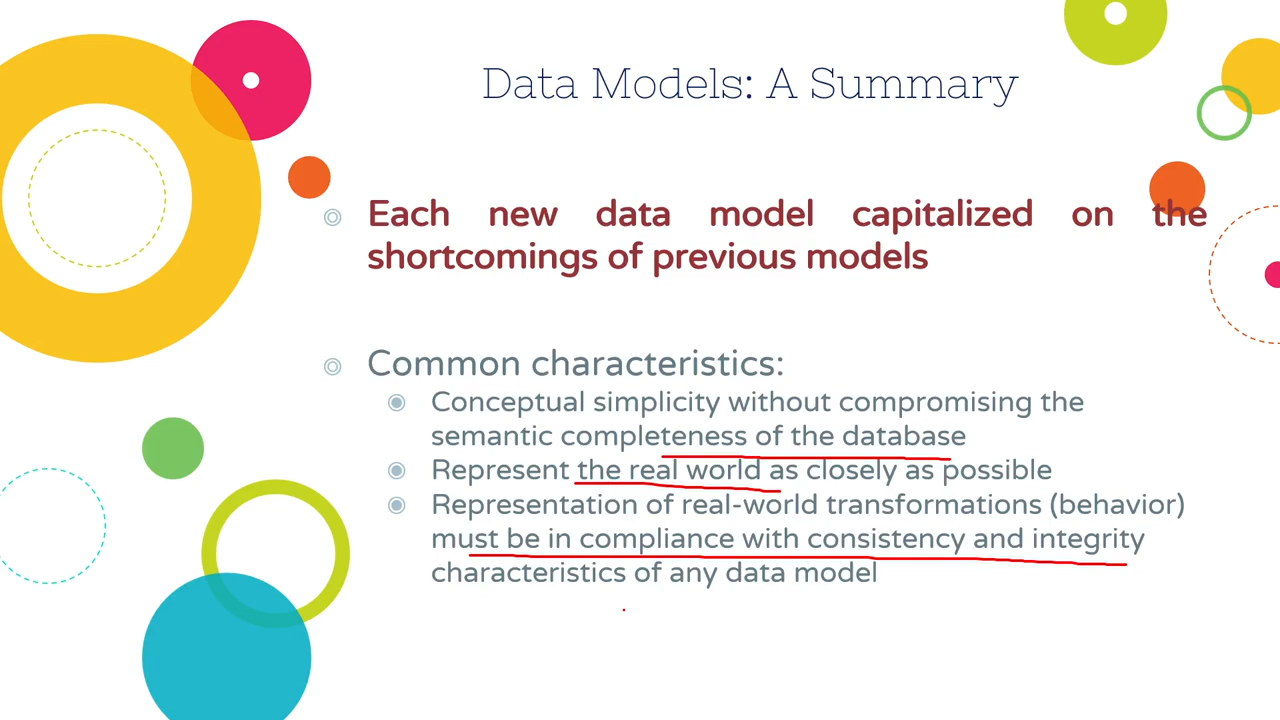 Data Models: A Summary
Each new data model capitalized on the
shortcomings of previous models
Common characteristics:
Conceptual simplicity without compromising the
semantic completeness of the database
Represent the real world as closely as possible
Representation of real-world transformations (behavior)
must be in compliance with consistency and integrity
characteristics of any data model